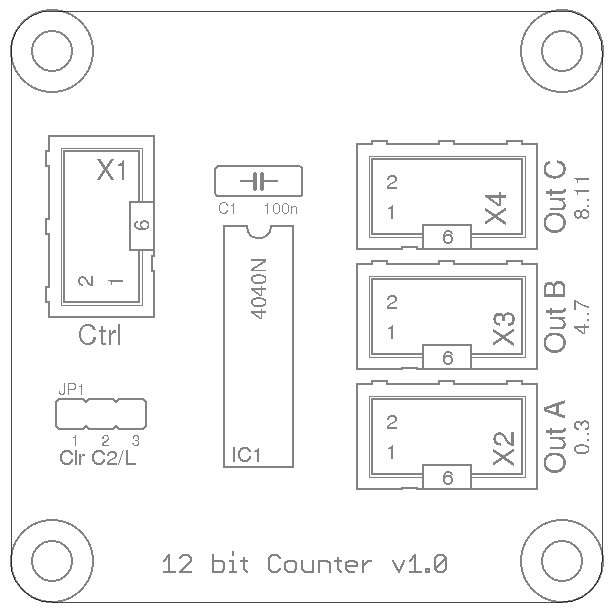 X1
6
2 1
Ctrl
JP1
1 2 3
Clr C2/L
C1 100n
4040N
IC1
2
1
6
X4
Out C
8..11
2
1
6
X3
Out B
4..7
2
1
6
X2
Out A
0..3
12 bit Counter v1.0